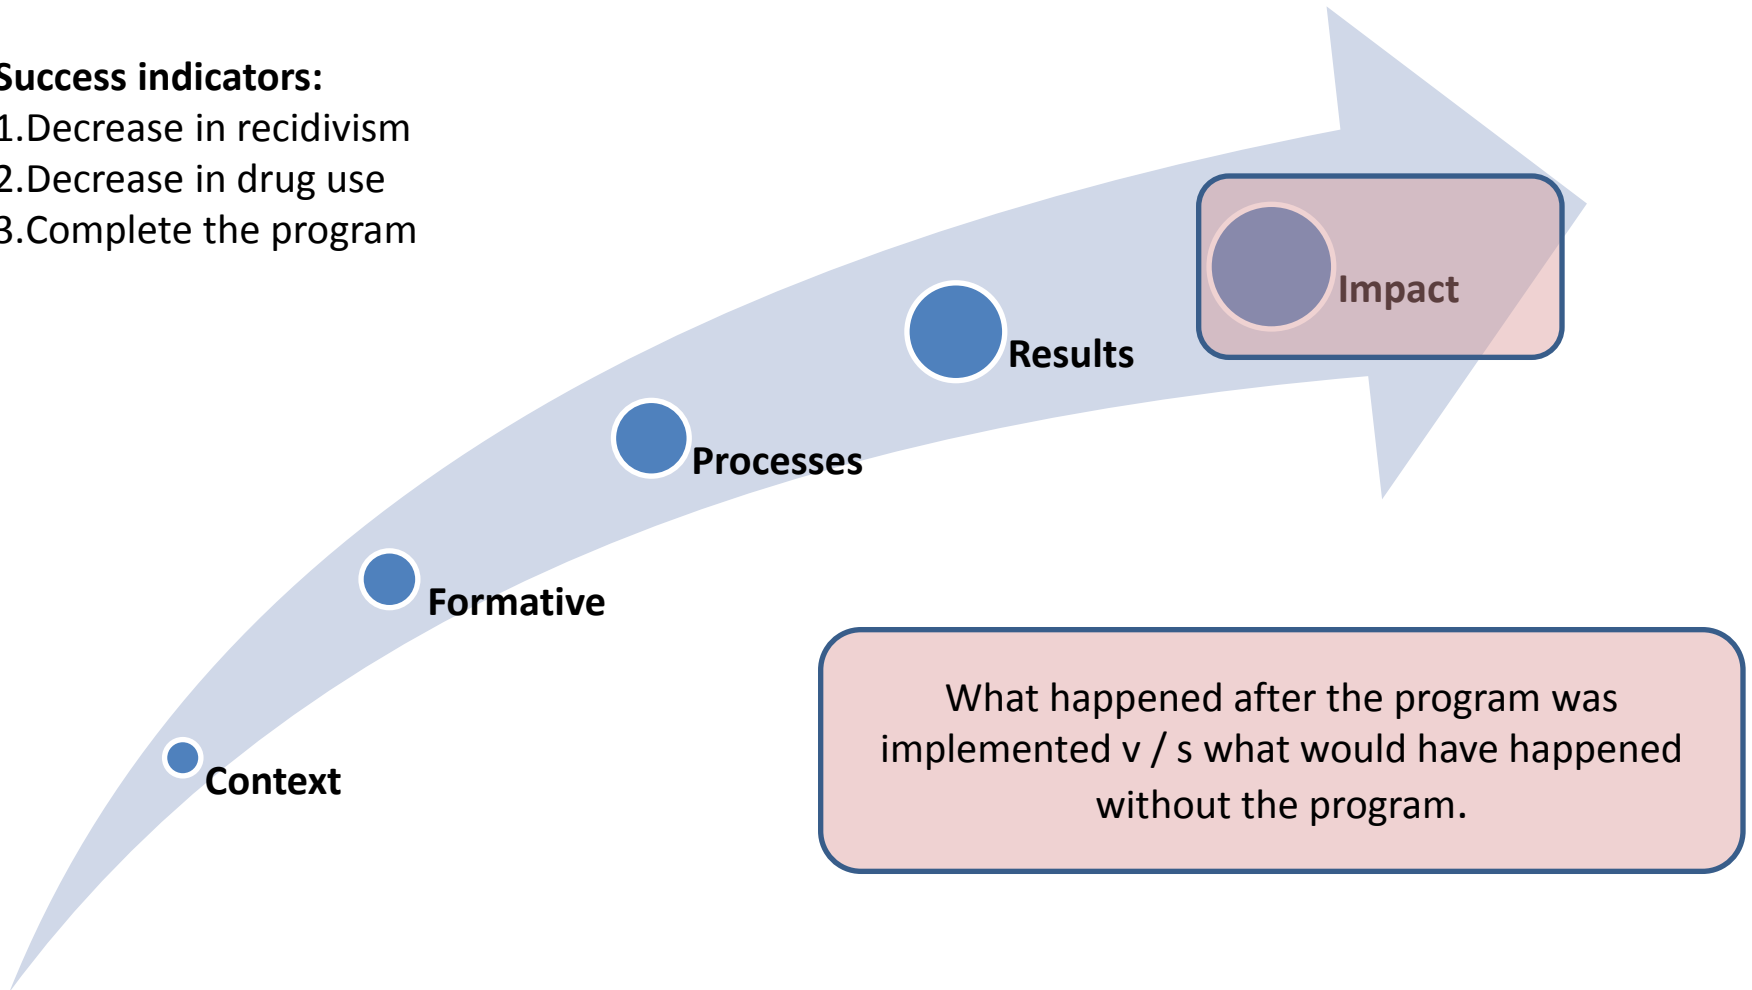 Success indicators:
1.Decrease in recidivism
2.Decrease in drug use
3.Complete the program
Impact
Results
Processes
Formative
Context
What happened after the program was
implemented v / s what would have happened
without the program.